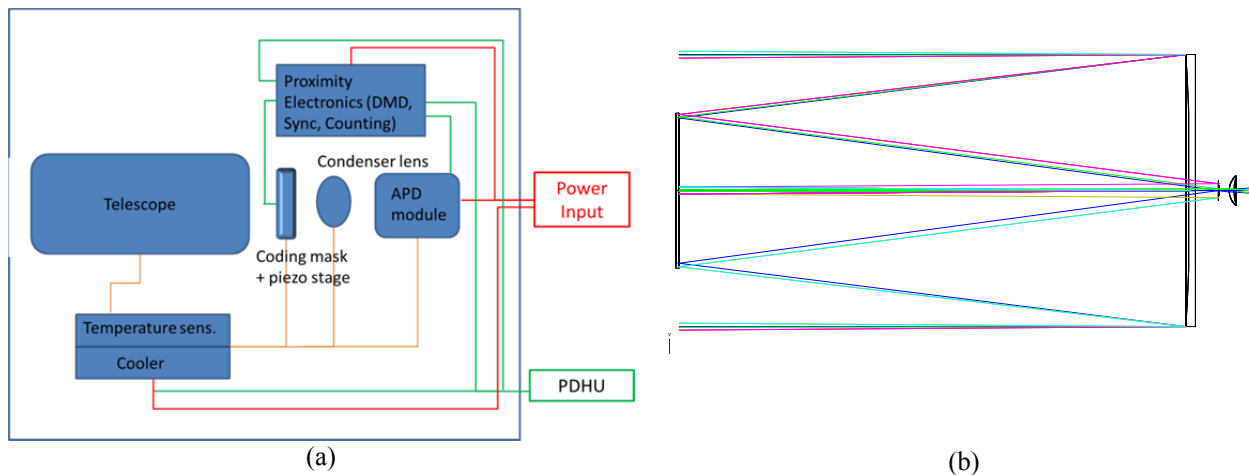 Proximity
Electronics (DMD,
Sync, Counting)
Condenser lens
Telescope
APD
module
Power
Input
Coding mask
+ piezo stage
Temperature sens.
Cooler
PDHU
(a)
(b)